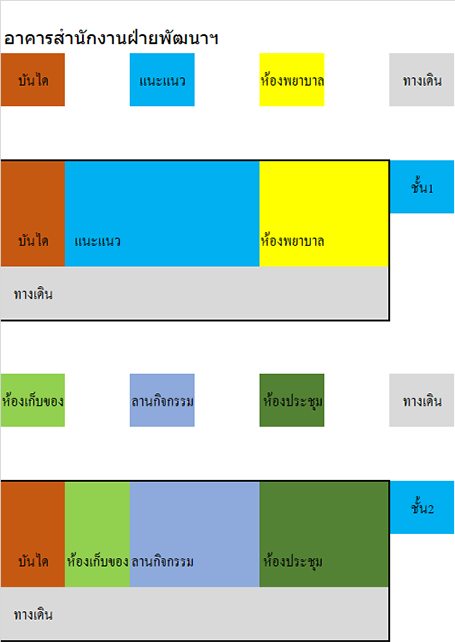 อาคารสำนักงานฝ่ายพัฒนาฯ
บันได แนะแนว ห้องพยาบาล ทางเดิน
ชั้น1
บันได แนะแนว ห้องพยาบาล
ทางเดิน
ห้องเก็บของ ลานกิจกรรม ห้องประชุม ทางเดิน
ชั้น2
บันได ห้องเก็บของ ลานกิจกรรม ห้องประชุม
ทางเดิน